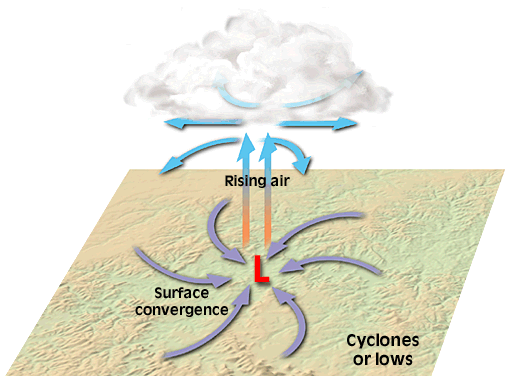 Rising air
L
Surface
convergence
Cyclones
or lows